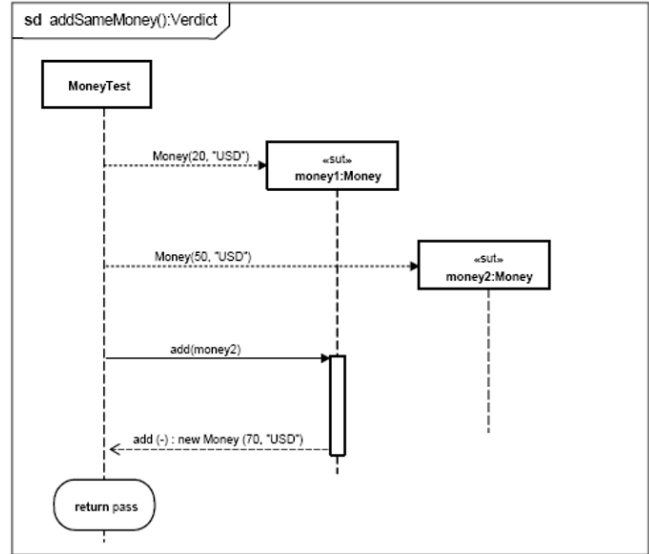 sd addSameMoney():Verdict
MoneyTest
Money(20, "USD")
«sut»
money1:Money
Money(50, "USD")
«sut»
money2:Money
add(money2)
add (-) : new Money (70, "USD")
return pass